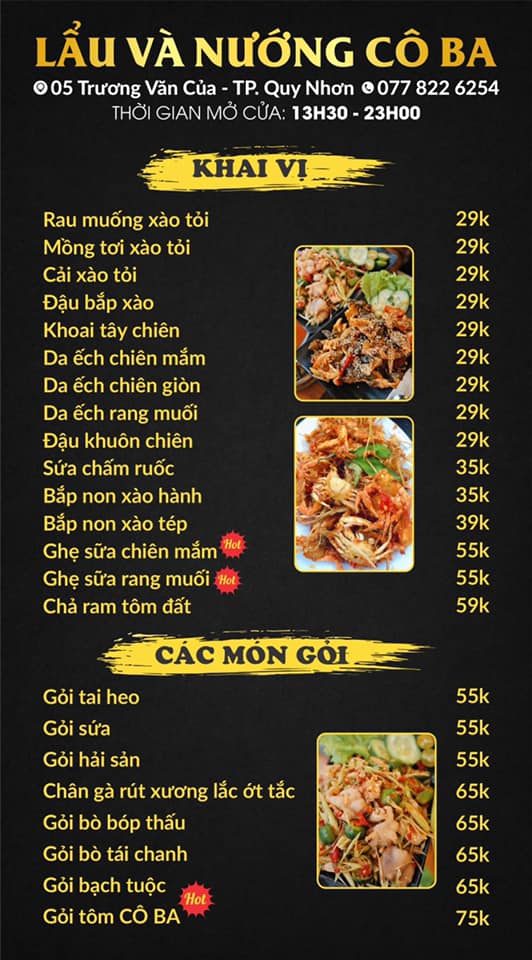 LẨU VÀ NƯỚNG CÔ BA
05 Trương Văn Của - TP. Quy Nhơn 077 822 6254
THỜI GIAN MỞ CỬA: 13H30 - 23H00
KHAI VỊ
Rau muống xào tỏi 29k
Mồng tơi xào tỏi 29k
Cải xào tỏi 29k
Đậu bắp xào 29k
Khoai tây chiên 29k
Da ếch chiên mắm 29k
Da ếch chiên giòn 29k
Da ếch rang muối 29k
Đậu khuôn chiên 29k
Sứa chấm ruốc 35k
Bắp non xào hành 35k
Bắp non xào tép 39k
Ghẹ sữa chiên mắm Hot 55k
Ghẹ sữa rang muối Hot 55k
Chả ram tôm đất 59k
CÁC MÓN GỎI
Gỏi tai heo 55k
Gỏi sứa 55k
Gỏi hải sản 55k
Chân gà rút xương lắc ớt tắc 65k
Gỏi bò bóp thấu 65k
Gỏi bò tái chanh 65k
Gỏi bạch tuộc 65k
Gỏi tôm CÔ BA Hot 75k